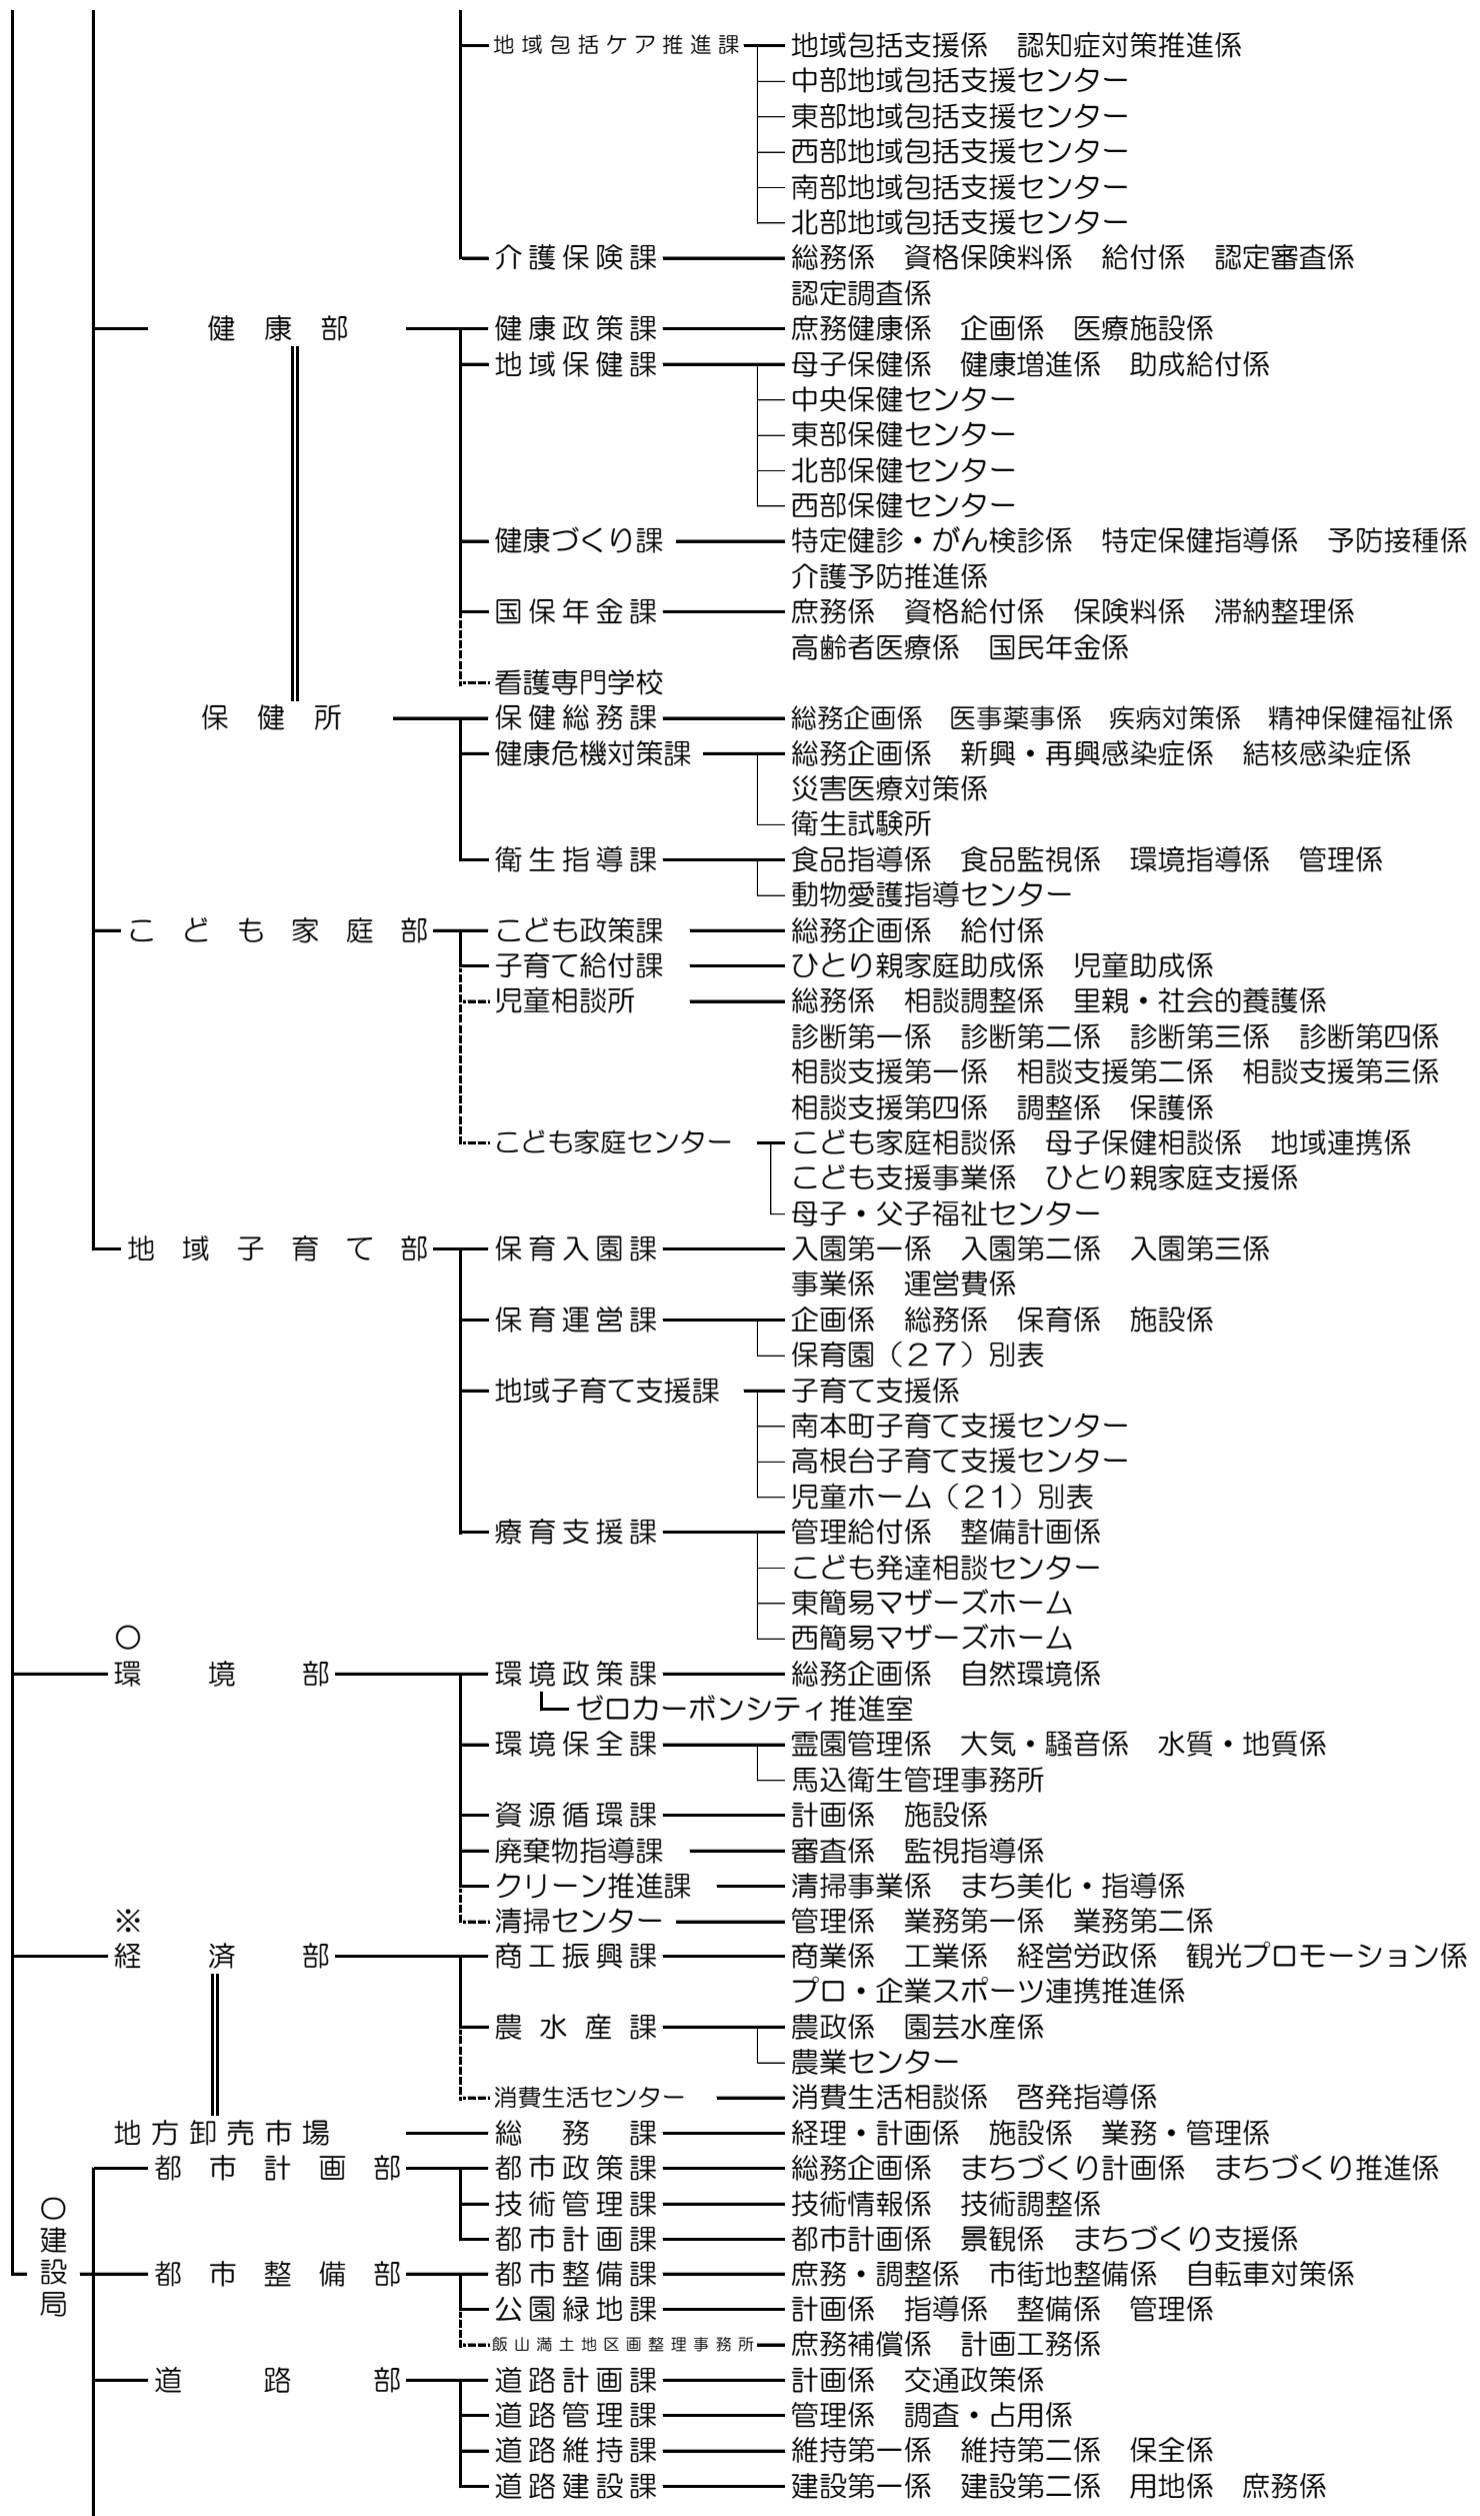 地域包括ケア推進課 地域包括支援係　認知症対策推進係
中部地域包括支援センター
東部地域包括支援センター
西部地域包括支援センター
南部地域包括支援センター
北部地域包括支援センター
介護保険課 総務係　資格保険料係　給付係　認定審査係
認定調査係
健康部 健康政策課 庶務健康係　企画係　医療施設係
地域保健課 母子保健係　健康増進係　助成給付係
中央保健センター
東部保健センター
北部保健センター
西部保健センター
健康づくり課 特定健診・がん検診係　特定保健指導係　予防接種係
介護予防推進係
国保年金課 庶務係　資格給付係　保険料係　滞納整理係
高齢者医療係　国民年金係
看護専門学校
保健所 保健総務課 総務企画係　医事薬事係　疾病対策係　精神保健福祉係
健康危機対策課 総務企画係　新興・再興感染症係　結核感染症係
災害医療対策係
衛生試験所
衛生指導課 食品指導係　食品監視係　環境指導係　管理係
動物愛護指導センター
こども家庭部 こども政策課 総務企画係　給付係
子育て給付課 ひとり親家庭助成係　児童助成係
児童相談所 総務係　相談調整係　里親・社会的養護係
診断第一係　診断第二係　診断第三係　診断第四係
相談支援第一係　相談支援第二係　相談支援第三係
相談支援第四係　調整係　保護係
こども家庭センター こども家庭相談係　母子保健相談係　地域連携係
こども支援事業係　ひとり親家庭支援係
母子・父子福祉センター
地域子育て部 保育入園課 入園第一係　入園第二係　入園第三係
事業係　運営費係
保育運営課 企画係　総務係　保育係　施設係
保育園（２７）別表
地域子育て支援課 子育て支援係
南本町子育て支援センター
高根台子育て支援センター
児童ホーム（２１）別表
療育支援課 管理給付係　整備計画係
こども発達相談センター
東簡易マザーズホーム
西簡易マザーズホーム
○
環境部 環境政策課 総務企画係　自然環境係
ゼロカーボンシティ推進室
環境保全課 霊園管理係　大気・騒音係　水質・地質係
馬込衛生管理事務所
資源循環課 計画係　施設係
廃棄物指導課 審査係　監視指導係
クリーン推進課 清掃事業係　まち美化・指導係
清掃センター 管理係　業務第一係　業務第二係
※
経済部 商工振興課 商業係　工業係　経営労政係　観光プロモーション係
プロ・企業スポーツ連携推進係
農水産課 農政係　園芸水産係
農業センター
消費生活センター 消費生活相談係　啓発指導係
地方卸売市場 総務課 経理・計画係　施設係　業務・管理係
○建設局
都市計画部 都市政策課 総務企画係　まちづくり計画係　まちづくり推進係
技術管理課 技術情報係　技術調整係
都市計画課 都市計画係　景観係　まちづくり支援係
都市整備部 都市整備課 庶務・調整係　市街地整備係　自転車対策係
公園緑地課 計画係　指導係　整備係　管理係
飯山満土地区画整理事務所 庶務補償係　計画工務係
道路部 道路計画課 計画係　交通政策係
道路管理課 管理係　調査・占用係
道路維持課 維持第一係　維持第二係　保全係
道路建設課 建設第一係　建設第二係　用地係　庶務係